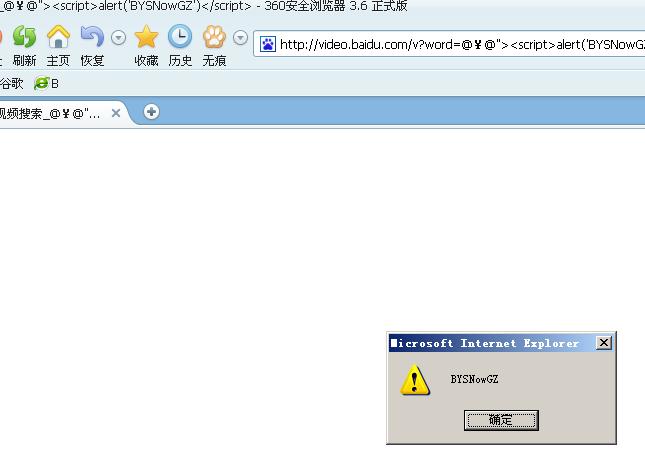 _@¥@"><script>alert('BYSNowGZ')</script> - 360安全浏览器 3.6 正式版
刷新 主页 恢复 收藏 历史 无痕
http://video.baidu.com/v?word=@¥@"><script>alert('BYSNowGZ
谷歌 B
视频搜索_@¥@"...
Microsoft Internet Explorer
BYSNowGZ
确定